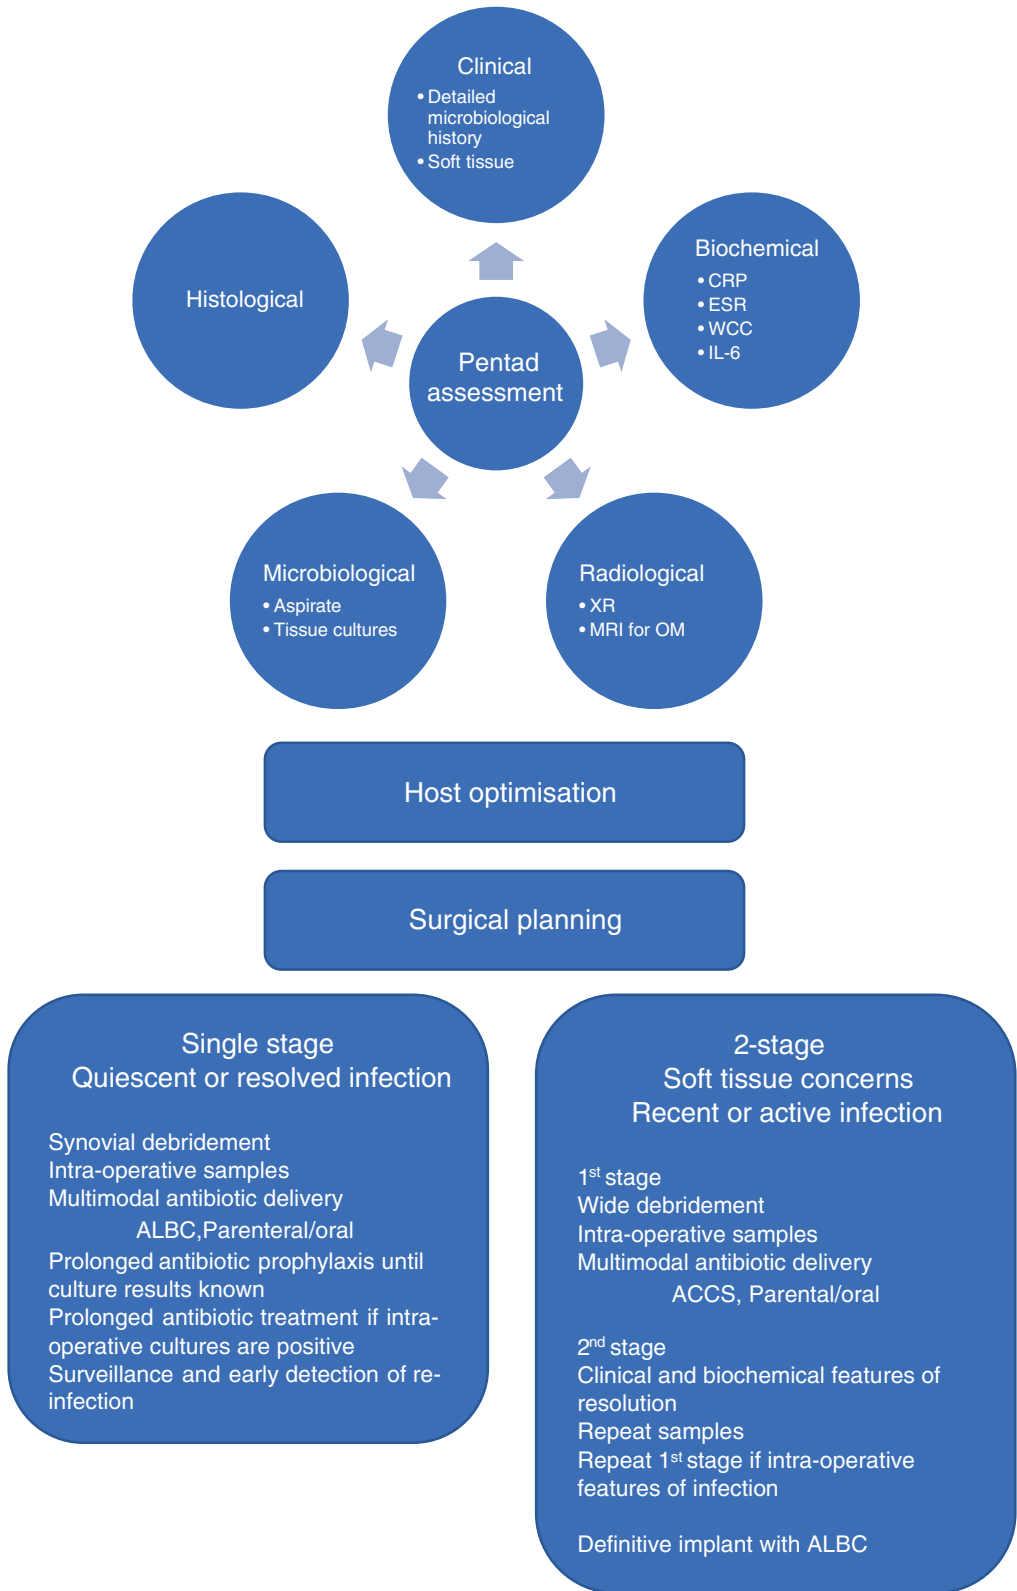 Clinical
• Detailed
microbiological
history
• Soft tissue
Histological
Biochemical
• CRP
• ESR
• WCC
• IL-6
Pentad
assessment
Microbiological
• Aspirate
• Tissue cultures
Radiological
• XR
• MRI for OM
Host optimisation
Surgical planning
Single stage
Quiescent or resolved infection
Synovial debridement
Intra-operative samples
Multimodal antibiotic delivery
ALBC,Parenteral/oral
Prolonged antibiotic prophylaxis until
culture results known
Prolonged antibiotic treatment if intra-
operative cultures are positive
Surveillance and early detection of re-
infection
2-stage
Soft tissue concerns
Recent or active infection
1st stage
Wide debridement
Intra-operative samples
Multimodal antibiotic delivery
ACCS, Parental/oral
2nd stage
Clinical and biochemical features of
resolution
Repeat samples
Repeat 1st stage if intra-operative
features of infection
Definitive implant with ALBC